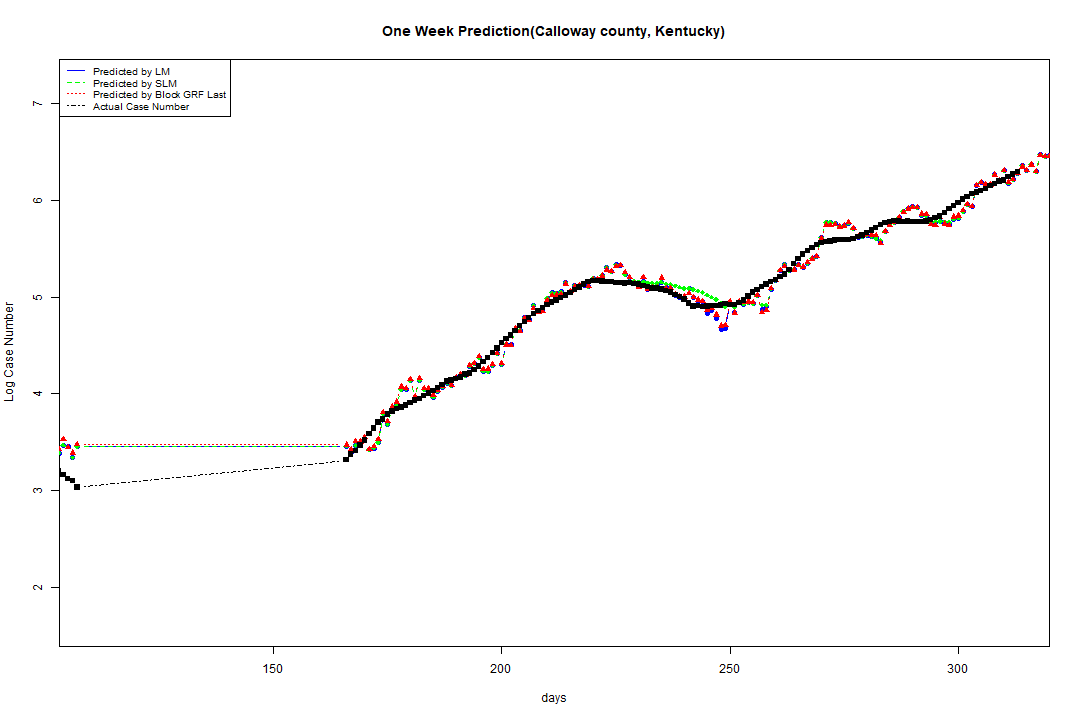 One Week Prediction(Calloway county, Kentucky)
Predicted by LM
Predicted by SLM
Predicted by Block GRF Last
Actual Case Number
7
6
5
4
3
2
Log Case Number
150 200 250 300
days